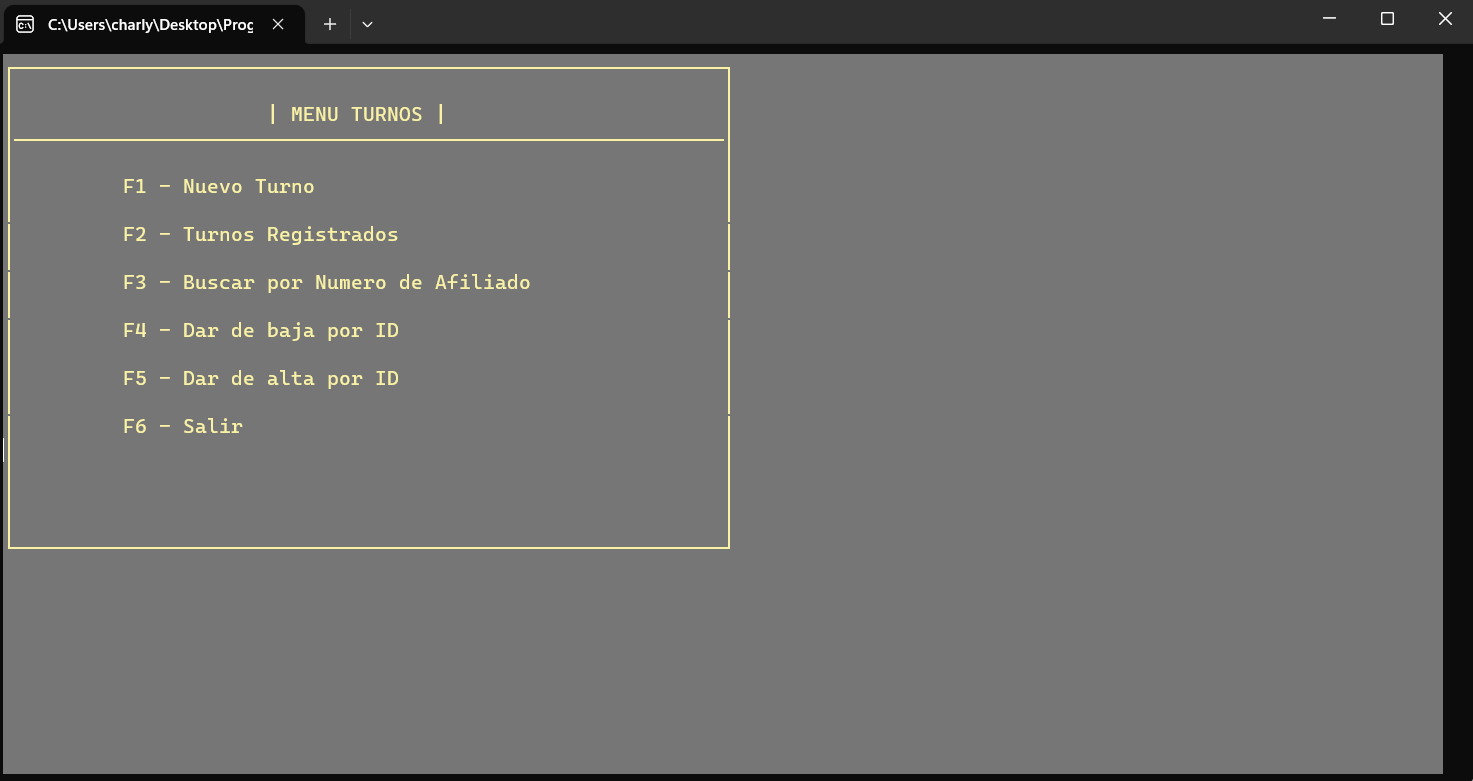 C:\Users\charly\Desktop\Prog
| MENU TURNOS |
F1 - Nuevo Turno
F2 - Turnos Registrados
F3 - Buscar por Numero de Afiliado
F4 - Dar de baja por ID
F5 - Dar de alta por ID
F6 - Salir